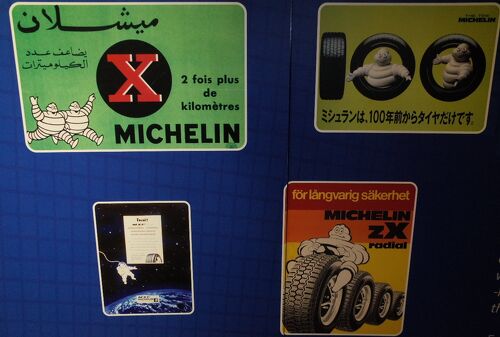 ميشلان
يضاعف عدد
الكيلوميترات
X
2 fois plus
de
kilomètres
MICHELIN
MICHELIN
ミシュランは、100年前からタイヤだけです。
för långvarig säkerhet
MICHELIN
zX
radial